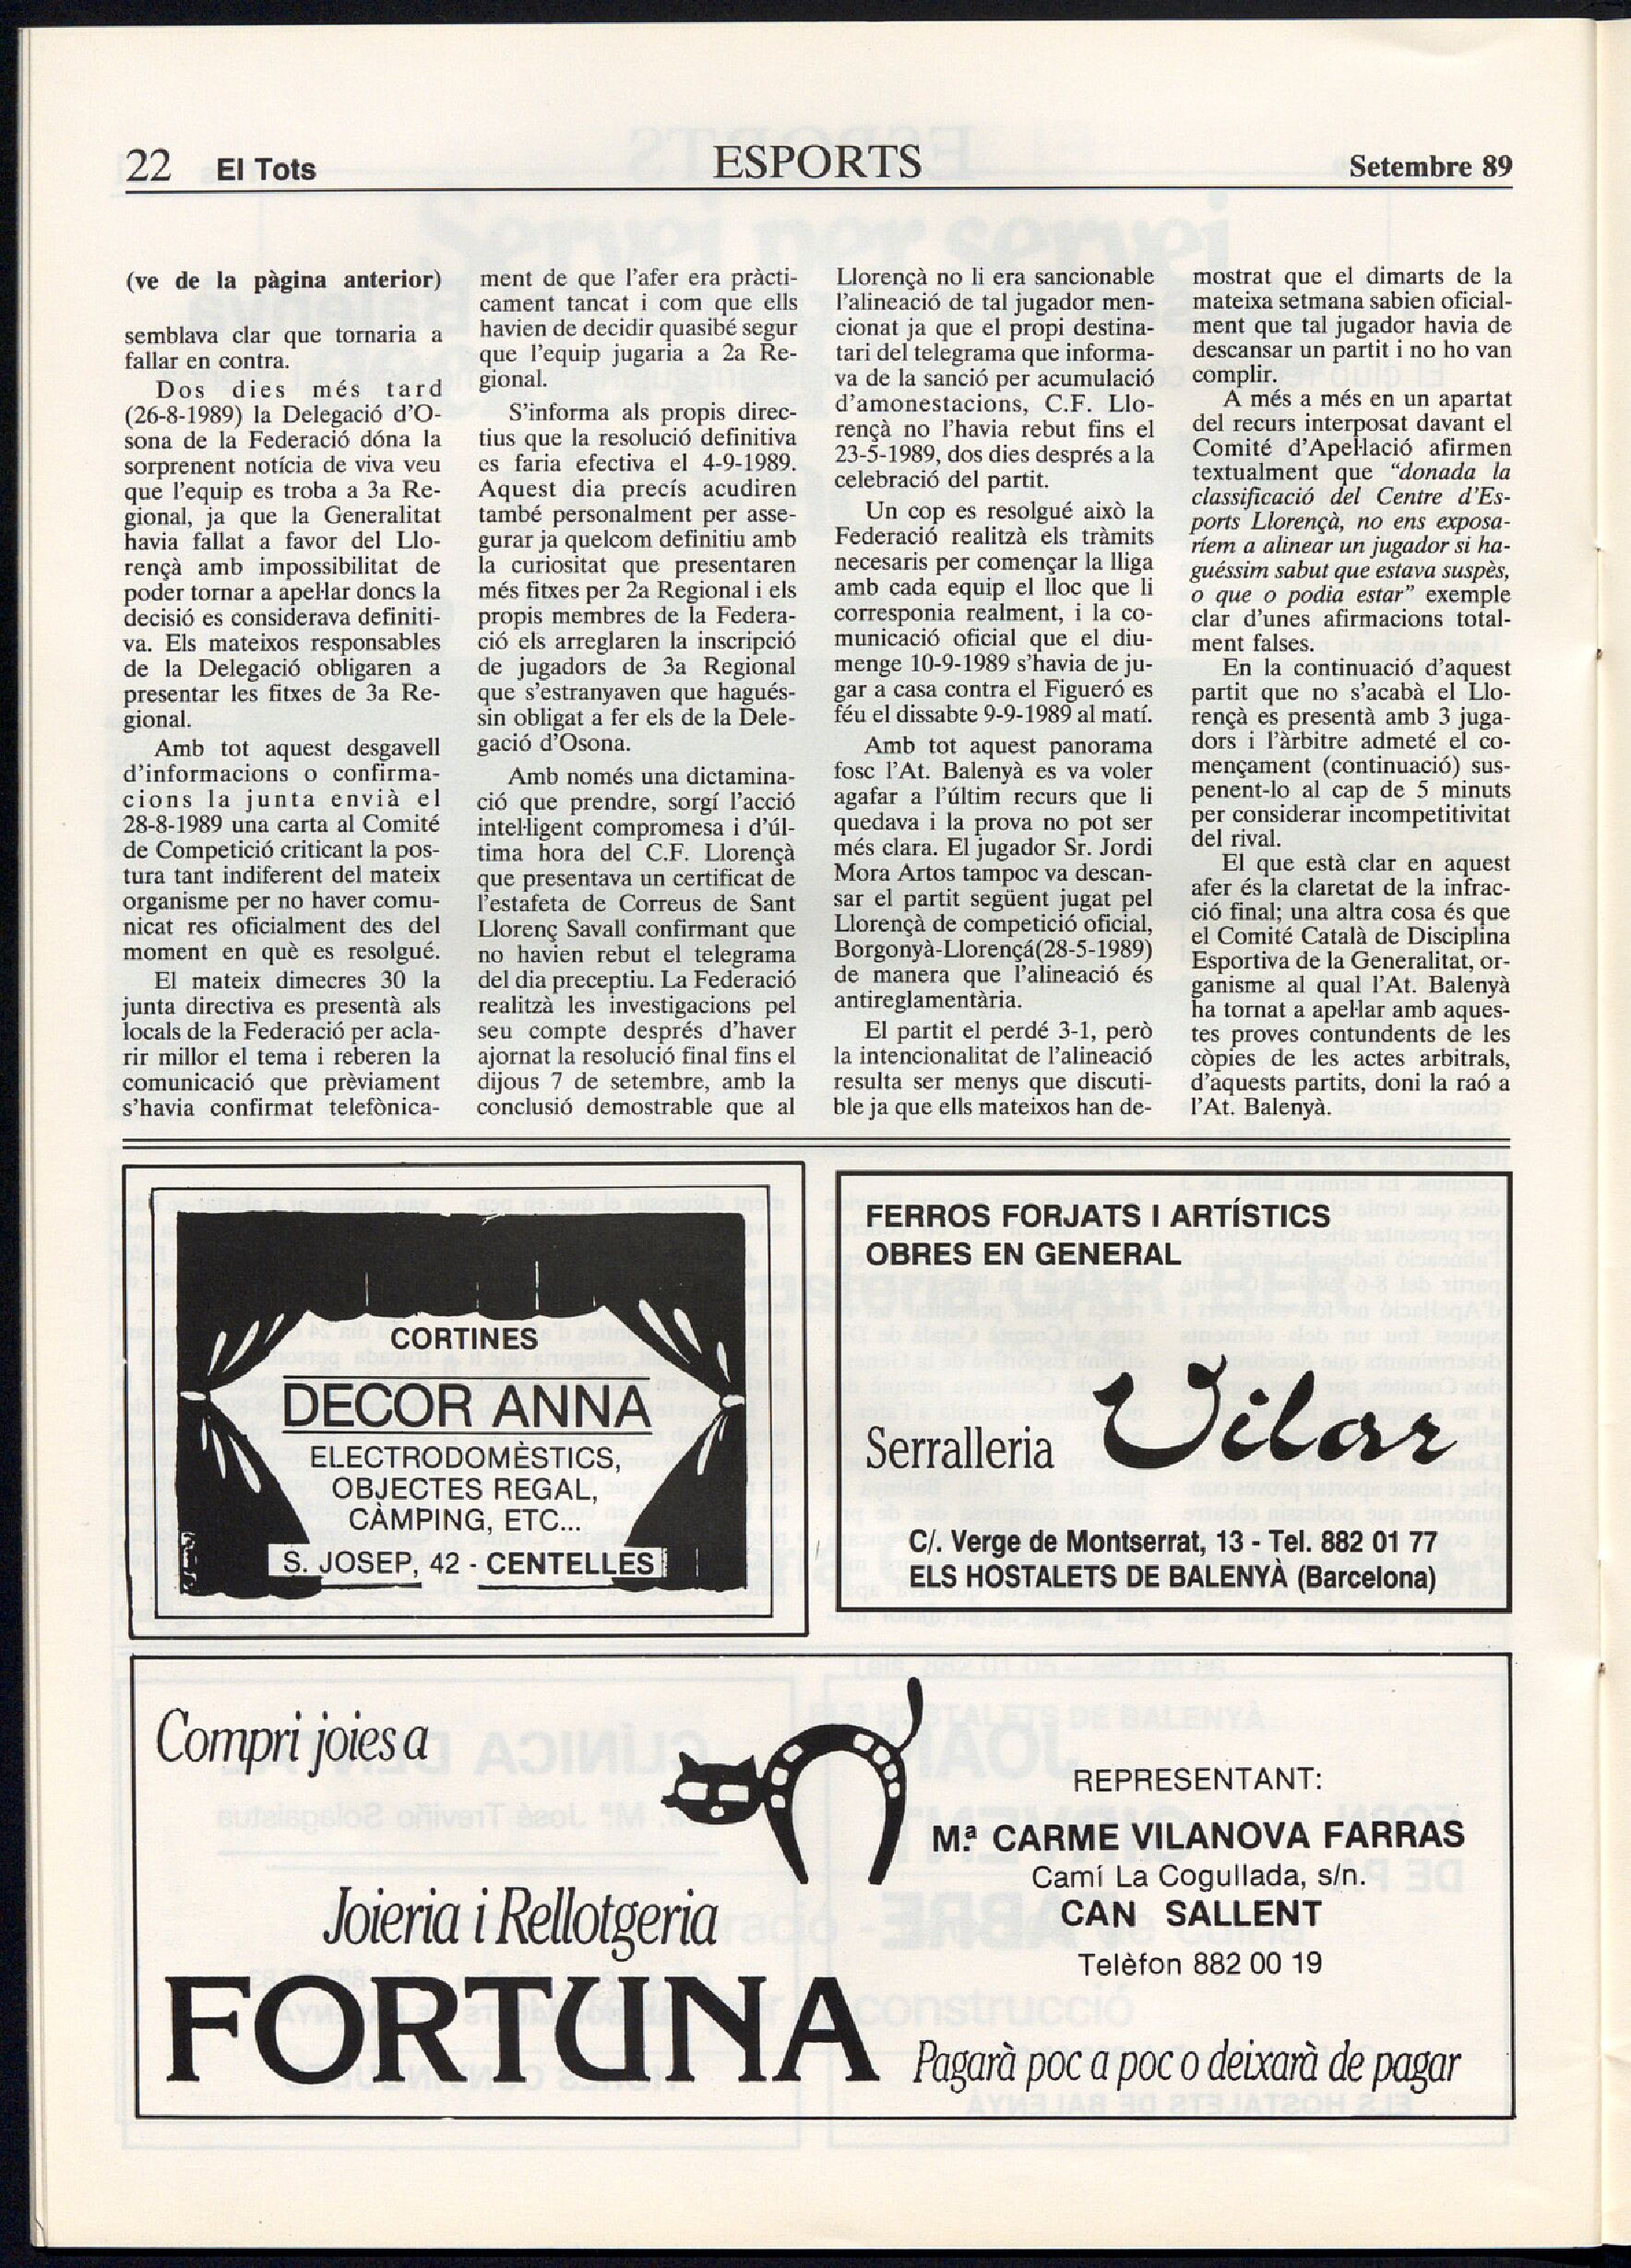 22 El Tots ESPORTS Setembre 89
(ve de la pàgina anterior)
semblava clar que tornaria a
fallar en contra.
Dos dies més tard
(26-8-1989) la Delegació d'O-
sona de la Federació dóna la
sorprenent notícia de viva veu
que l'equip es troba a 3a Re-
gional, ja que la Generalitat
havia fallat a favor del Llo-
rençà amb impossibilitat de
poder tornar a apel·lar doncs la
decisió es considerava definiti-
va. Els mateixos responsables
de la Delegació obligaren a
presentar les fitxes de 3a Re-
gional.
Amb tot aquest desgavell
d'informacions o confirma-
cions la junta envià el
28-8-1989 una carta al Comité
de Competició criticant la pos-
tura tant indiferent del mateix
organisme per no haver comu-
nicat res oficialment des del
moment en què es resolgué.
El mateix dimecres 30 la
junta directiva es presentà als
locals de la Federació per acla-
rir millor el tema i reberen la
comunicació que prèviament
s'havia confirmat telefònica-
ment de que l'afer era pràcti-
cament tancat i com que ells
havien de decidir quasibé segur
que l'equip jugaria a 2a Re-
gional.
S'informa als propis direc-
tius que la resolució definitiva
es faria efectiva el 4-9-1989.
Aquest dia precís acudiren
també personalment per asse-
gurar ja quelcom definitiu amb
la curiositat que presentaren
més fitxes per 2a Regional i els
propis membres de la Federa-
ció els arreglaren la inscripció
de jugadors de 3a Regional
que s'estranyaven que hagués-
sin obligat a fer els de la Dele-
gació d'Osona.
Amb només una dictamina-
ció que prendre, sorgí l'acció
intel·ligent compromesa i d'úl-
tima hora del C.F. Llorençà
que presentava un certificat de
l'estafeta de Correus de Sant
Llorenç Savall confirmant que
no havien rebut el telegrama
del dia preceptiu. La Federació
realitzà les investigacions pel
seu compte després d'haver
ajornat la resolució final fins el
dijous 7 de setembre, amb la
conclusió demostrable que al
Llorençà no li era sancionable
l'alineació de tal jugador men-
cionat ja que el propi destina-
tari del telegrama que informa-
va de la sanció per acumulació
d'amonestacions, C.F. Llo-
rençà no l'havia rebut fins el
23-5-1989, dos dies després a la
celebració del partit.
Un cop es resolgué això la
Federació realitzà els tràmits
necesaris per començar la lliga
amb cada equip el lloc que li
corresponia realment, i la co-
municació oficial que el diu-
menge 10-9-1989 s'havia de ju-
gar a casa contra el Figueró es
féu el dissabte 9-9-1989 al matí.
Amb tot aquest panorama
fosc l'At. Balenyà es va voler
agafar a l'últim recurs que li
quedava i la prova no pot ser
més clara. El jugador Sr. Jordi
Mora Artos tampoc va descan-
sar el partit següent jugat pel
Llorençà de competició oficial,
Borgonyà-Llorençá(28-5-1989)
de manera que l'alineació és
antireglamentària.
El partit el perdé 3-1, però
la intencionalitat de l'alineació
resulta ser menys que discuti-
ble ja que ells mateixos han de-
mostrat que el dimarts de la
mateixa setmana sabien oficial-
ment que tal jugador havia de
descansar un partit i no ho van
complir.
A més a més en un apartat
del recurs interposat davant el
Comité d'Apel·lació afirmen
textualment que “donada la
classificació del Centre d'Es-
ports Llorençà, no ens exposa-
ríem a alinear un jugador si ha-
guéssim sabut que estava suspès,
o que o podia estar” exemple
clar d'unes afirmacions total-
ment falses.
En la continuació d'aquest
partit que no s'acabà el Llo-
rençà es presentà amb 3 juga-
dors i l'àrbitre admeté el co-
mençament (continuació) sus-
penent-lo al cap de 5 minuts
per considerar incompetitivitat
del rival.
El que està clar en aquest
afer és la claretat de la infrac-
ció final; una altra cosa és que
el Comité Català de Disciplina
Esportiva de la Generalitat, or-
ganisme al qual l'At. Balenyà
ha tornat a apel·lar amb aques-
tes proves contundents de les
còpies de les actes arbitrals,
d'aquests partits, doni la raó a
l'At. Balenyà.
CORTINES
DECOR ANNA
ELECTRODOMÈSTICS,
OBJECTES REGAL,
CÀMPING, ETC...
S. JOSEP, 42 - CENTELLES
FERROS FORJATS I ARTÍSTICS
OBRES EN GENERAL
Serralleria Vilar
C/. Verge de Montserrat, 13 - Tel. 882 01 77
ELS HOSTALETS DE BALENYÀ (Barcelona)
Compri joies a
Joieria i Rellotgeria
FORTUNA
REPRESENTANT:
Mª CARME VILANOVA FARRAS
Camí La Cogullada, s/n.
CAN SALLENT
Telèfon 882 00 19
Pagarà poc a poc o deixarà de pagar